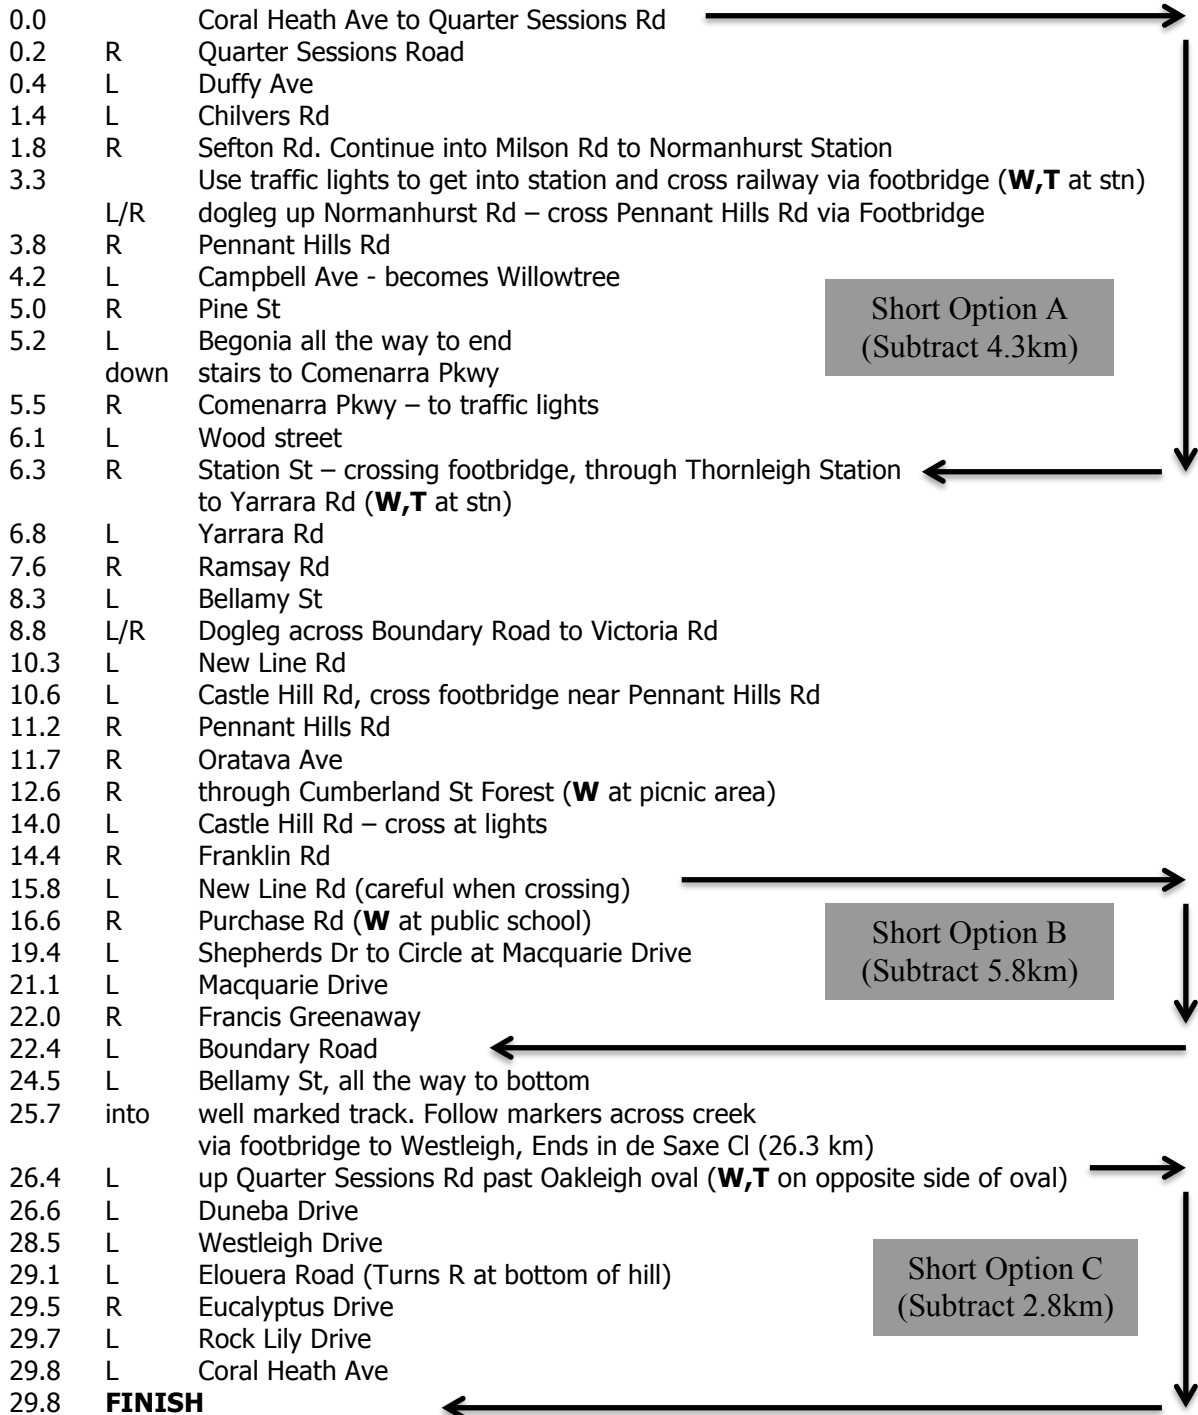 0.0 Coral Heath Ave to Quarter Sessions Rd
0.2 R Quarter Sessions Road
0.4 L Duffy Ave
1.4 L Chilvers Rd
1.8 R Sefton Rd. Continue into Milson Rd to Normanhurst Station
3.3 Use traffic lights to get into station and cross railway via footbridge (W,T at stn)
L/R dogleg up Normanhurst Rd – cross Pennant Hills Rd via Footbridge
3.8 R Pennant Hills Rd
4.2 L Campbell Ave - becomes Willowtree
5.0 R Pine St
5.2 L Begonia all the way to end
down stairs to Comenarra Pkwy
Short Option A
(Subtract 4.3km)
5.5 R Comenarra Pkwy – to traffic lights
6.1 L Wood street
6.3 R Station St – crossing footbridge, through Thornleigh Station
to Yarrara Rd (W,T at stn)
6.8 L Yarrara Rd
7.6 R Ramsay Rd
8.3 L Bellamy St
8.8 L/R Dogleg across Boundary Road to Victoria Rd
10.3 L New Line Rd
10.6 L Castle Hill Rd, cross footbridge near Pennant Hills Rd
11.2 R Pennant Hills Rd
11.7 R Oratava Ave
12.6 R through Cumberland St Forest (W at picnic area)
14.0 L Castle Hill Rd – cross at lights
14.4 R Franklin Rd
15.8 L New Line Rd (careful when crossing)
16.6 R Purchase Rd (W at public school)
19.4 L Shepherds Dr to Circle at Macquarie Drive
21.1 L Macquarie Drive
Short Option B
(Subtract 5.8km)
22.0 R Francis Greenaway
22.4 L Boundary Road
24.5 L Bellamy St, all the way to bottom
25.7 into well marked track. Follow markers across creek
via footbridge to Westleigh, Ends in de Saxe Cl (26.3 km)
26.4 L up Quarter Sessions Rd past Oakleigh oval (W,T on opposite side of oval)
26.6 L Duneba Drive
28.5 L Westleigh Drive
29.1 L Elouera Road (Turns R at bottom of hill)
29.5 R Eucalyptus Drive
Short Option C
(Subtract 2.8km)
29.7 L Rock Lily Drive
29.8 L Coral Heath Ave
29.8 FINISH